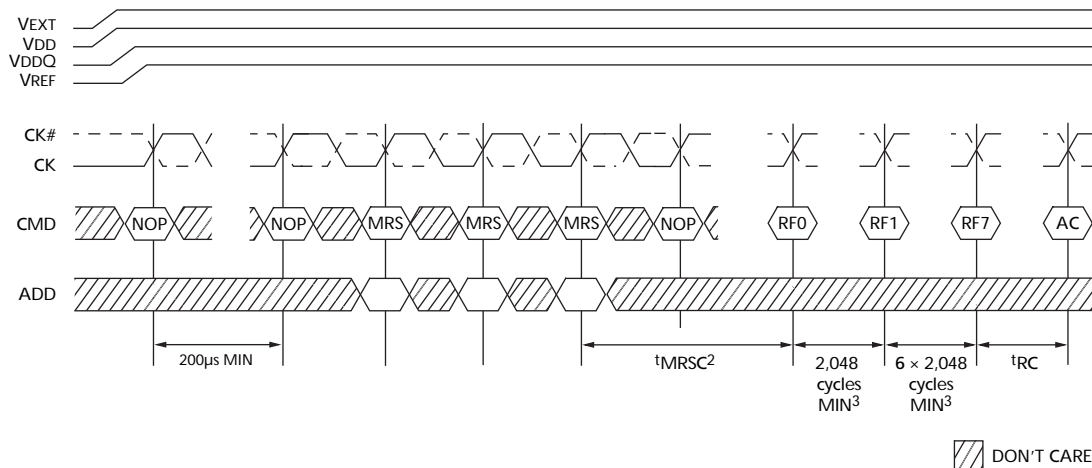 VEXT
VDD
VDDQ
VREF
CK#
CK
CMD NOP NOP MRS MRS MRS NOP RF0 RF1 RF7 AC
ADD
200µs MIN
tMRSC2
2,048
cycles
MIN3
6 × 2,048
cycles
MIN3
tRC
DON'T CARE